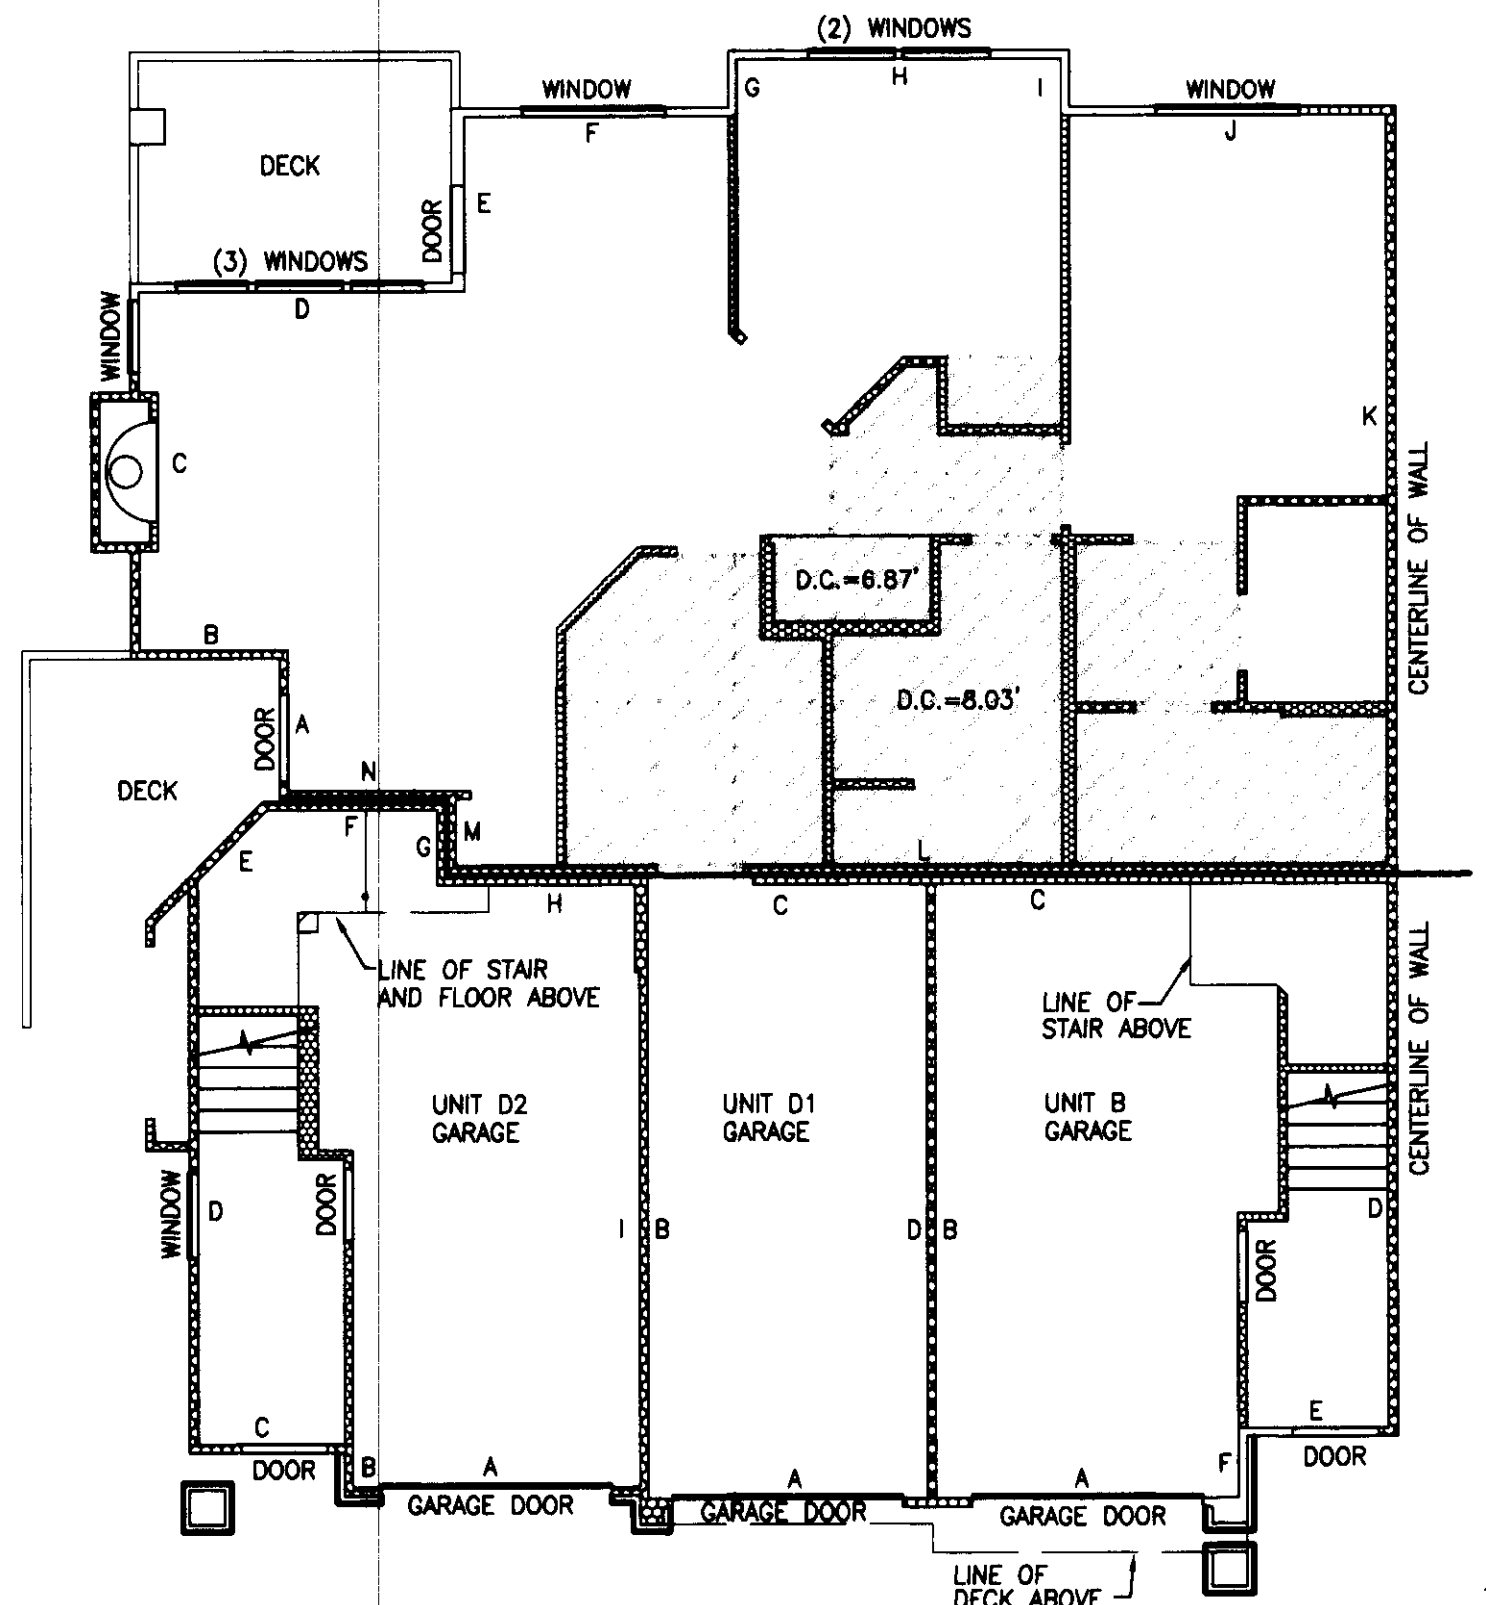 (2) WINDOWS
H
G
I
WINDOW
F
WINDOW
J
DECK
DOOR
E
(3) WINDOWS
D
WINDOW
C
K
CENTERLINE OF WALL
D.C.=6.87'
D.C.=8.03'
B
DOOR
A
DECK
N
F
G
M
E
L
H
C
C
LINE OF STAIR
AND FLOOR ABOVE
LINE OF
STAIR ABOVE
CENTERLINE OF WALL
UNIT D2
GARAGE
UNIT D1
GARAGE
UNIT B
GARAGE
WINDOW
D
DOOR
I
B
D
B
DOOR
D
C
DOOR
B
A
GARAGE DOOR
A
GARAGE DOOR
A
GARAGE DOOR
F
E
DOOR
LINE OF
DECK ABOVE